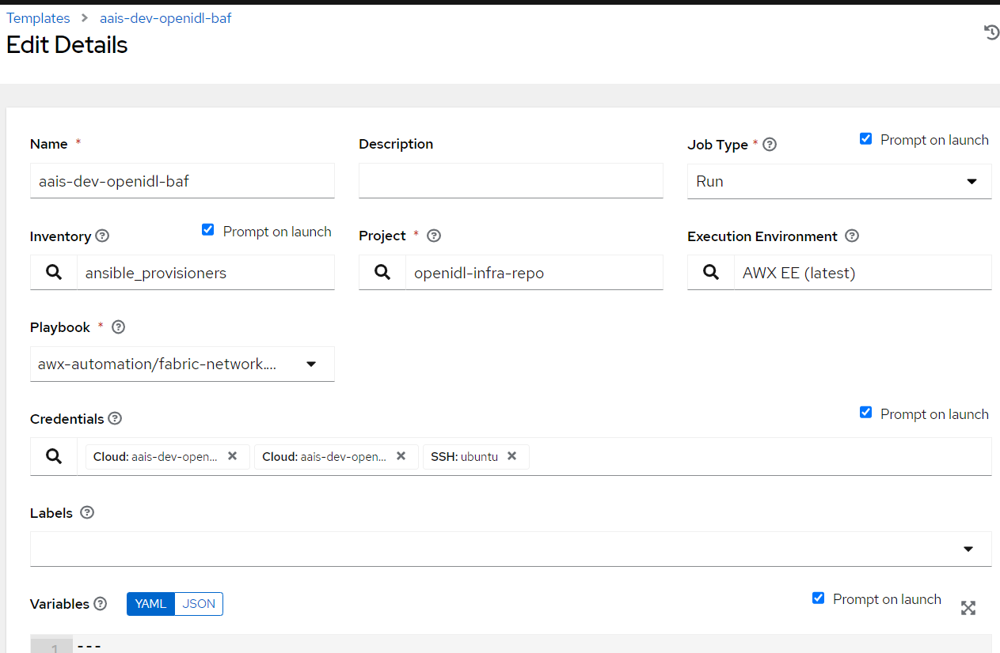 Templates > aais-dev-openidl-baf
Edit Details
Name *
Description
Job Type *
Prompt on launch
aais-dev-openidl-baf
Run
Inventory
Prompt on launch
Project *
Execution Environment
ansible_provisioners
openidl-infra-repo
AWX EE (latest)
Playbook *
awx-automation/fabric-network....
Credentials
Prompt on launch
Cloud: aais-dev-open...
Cloud: aais-dev-open...
SSH: ubuntu
Labels
Variables
YAML JSON
Prompt on launch
1 ---